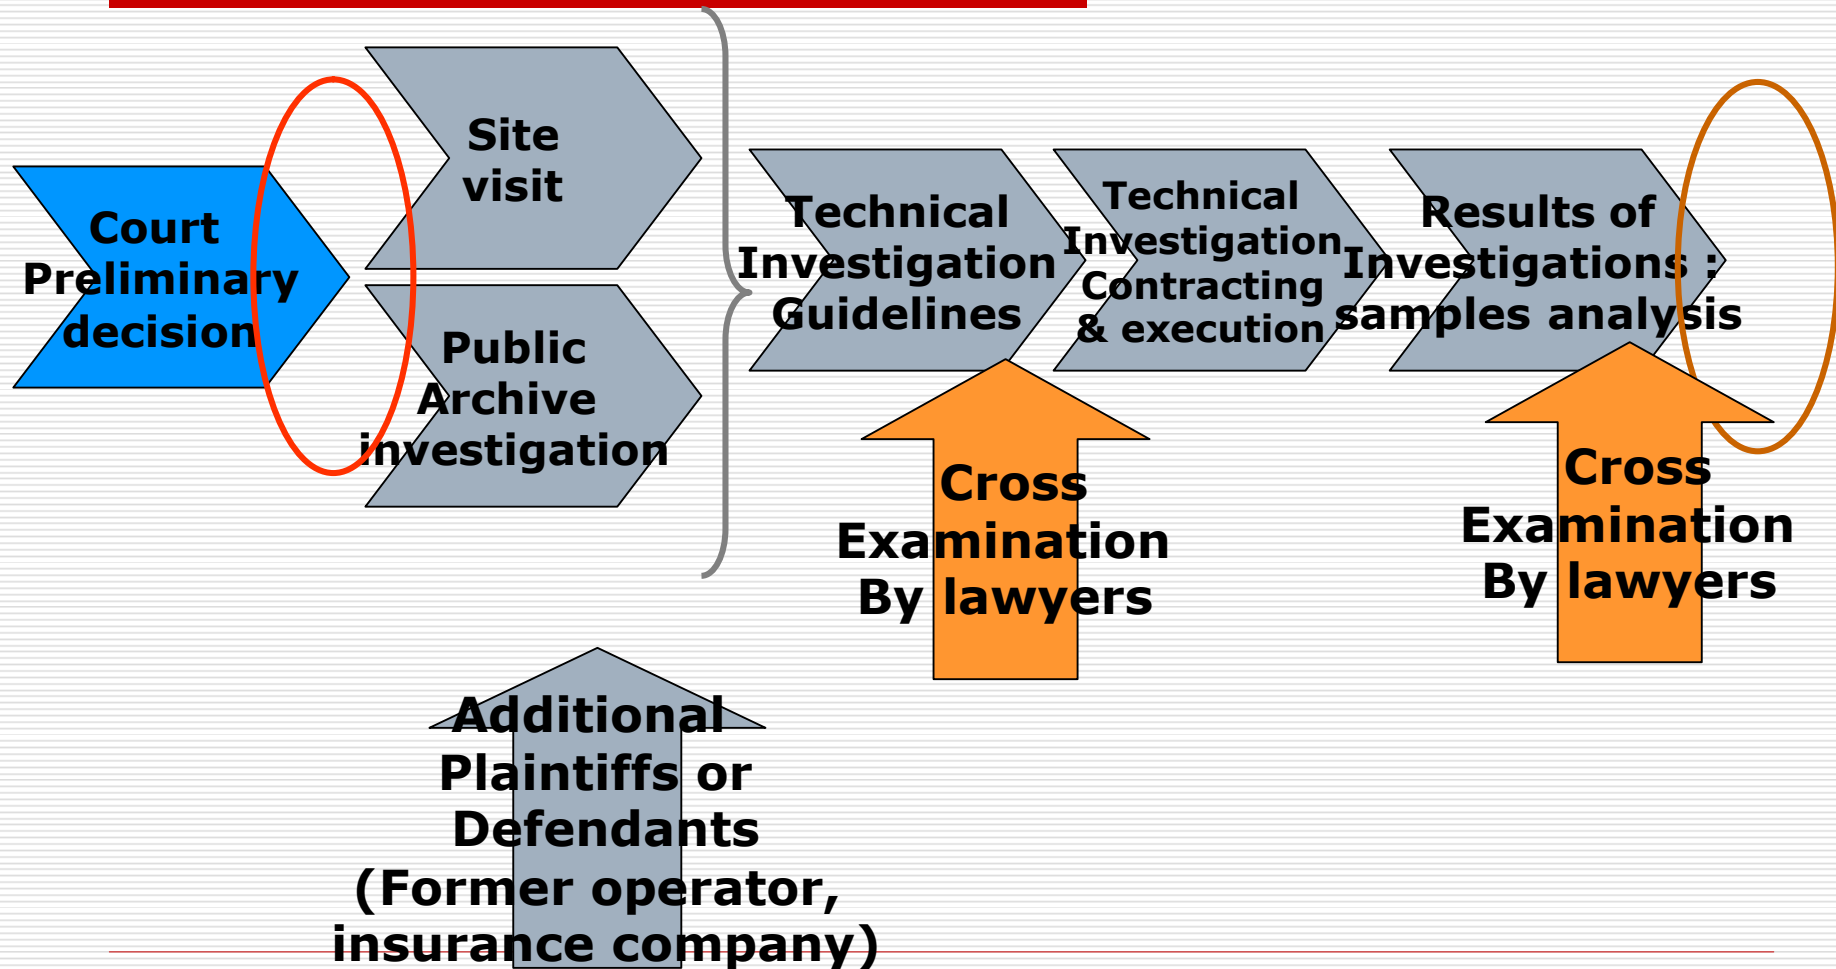 Court
Preliminary
decision
Site
visit
Public
Archive
investigation
Technical
Investigation
Guidelines
Technical
Investigation
Contracting
& execution
Results of
Investigations :
samples analysis
Cross
Examination
By lawyers
Cross
Examination
By lawyers
Additional
Plaintiffs or
Defendants
(Former operator,
insurance company)